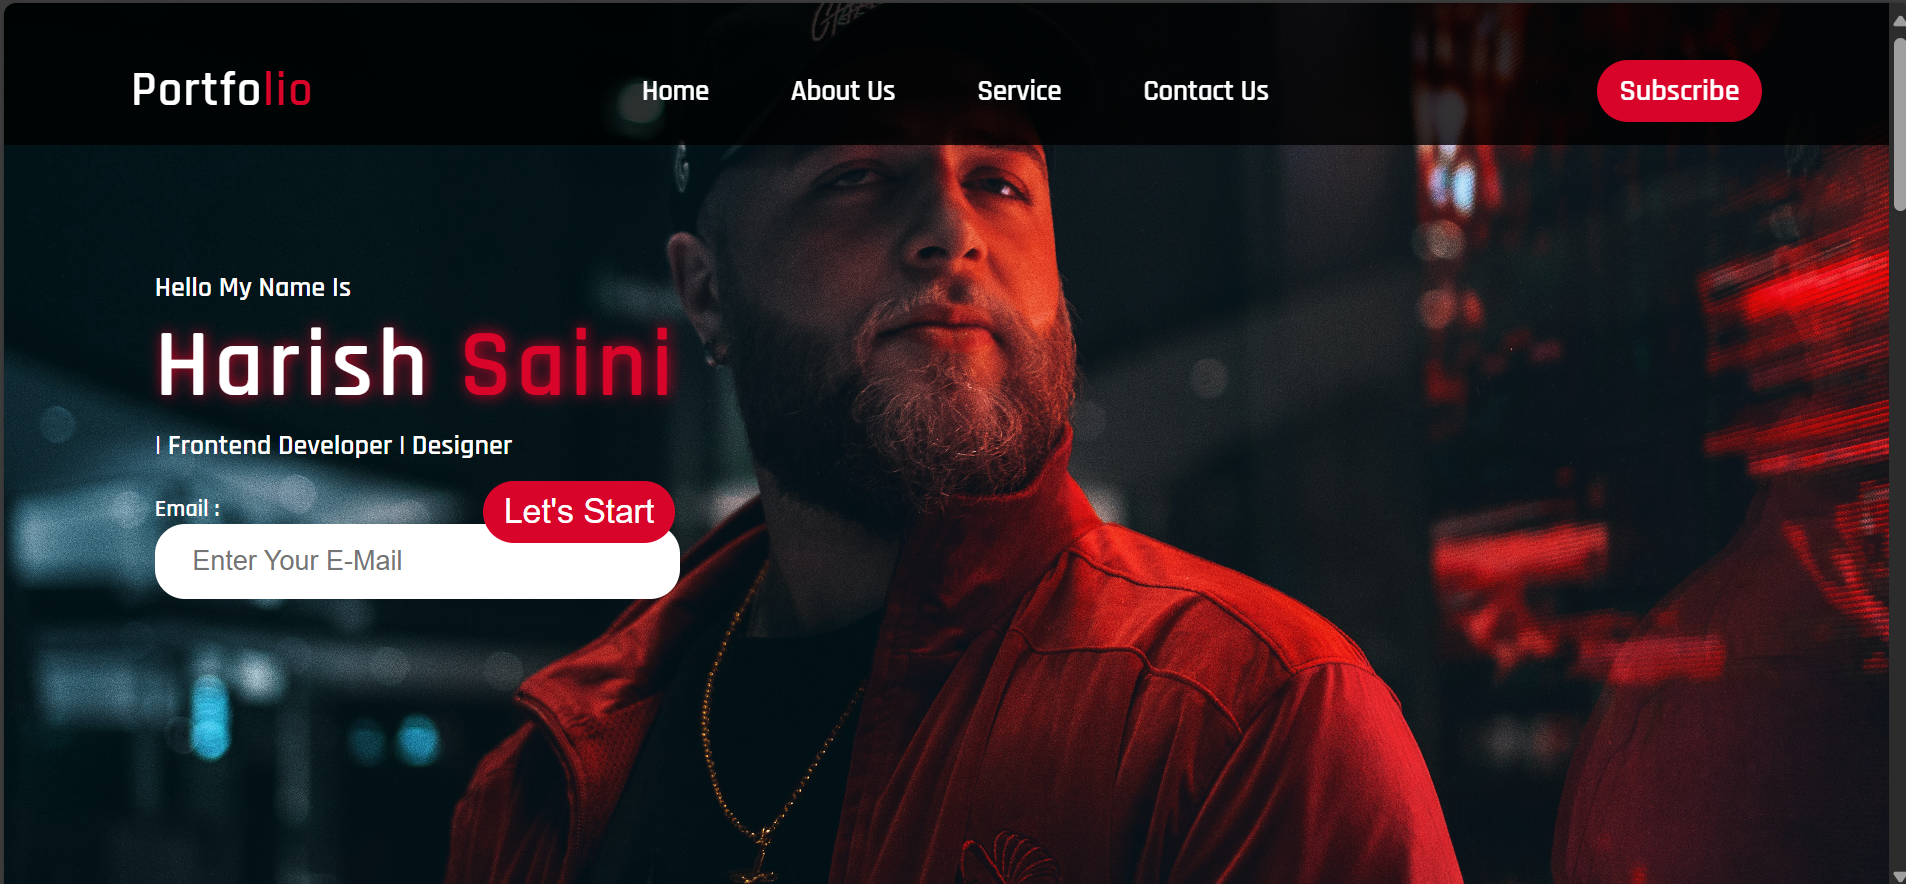 Portfolio
Home About Us Service Contact Us
Subscribe
Hello My Name Is
Harish Saini
| Frontend Developer | Designer
Email :
Let's Start
Enter Your E-Mail